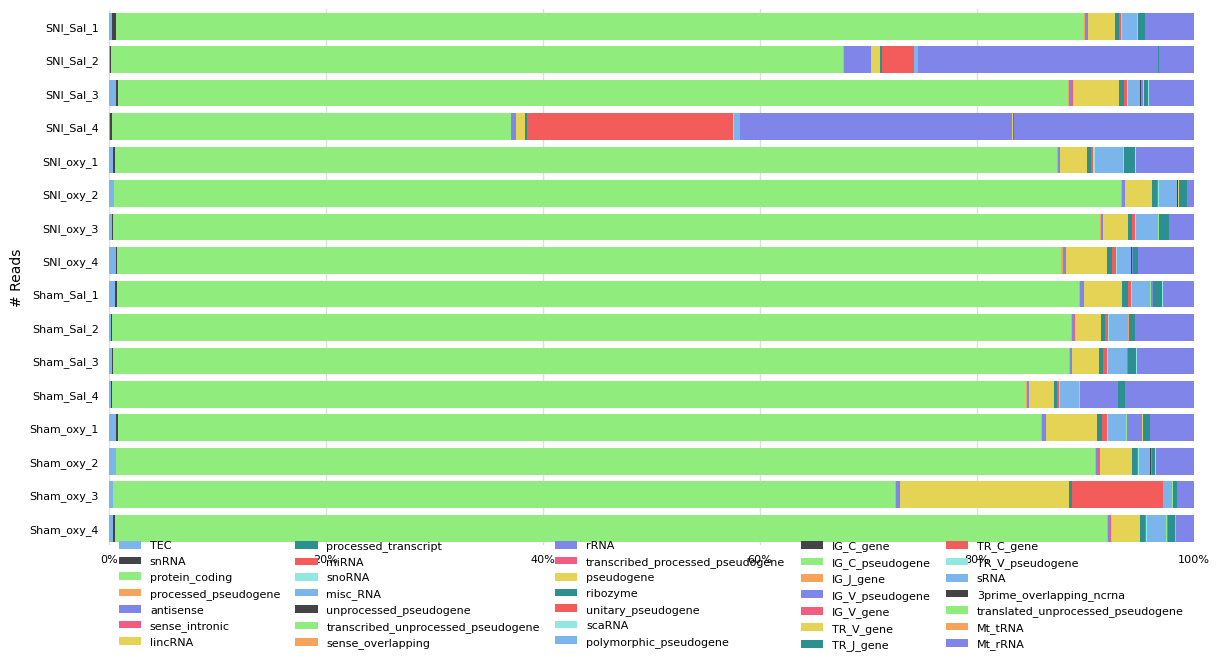 SNI_Sal_1
SNI_Sal_2
SNI_Sal_3
SNI_Sal_4
SNI_oxy_1
SNI_oxy_2
SNI_oxy_3
SNI_oxy_4
Sham_Sal_1
Sham_Sal_2
Sham_Sal_3
Sham_Sal_4
Sham_oxy_1
Sham_oxy_2
Sham_oxy_3
Sham_oxy_4
# Reads
0% 20% 40% 60% 80% 100%
TEC
snRNA
protein_coding
processed_pseudogene
antisense
sense_intronic
lincRNA
processed_transcript
miRNA
snoRNA
misc_RNA
unprocessed_pseudogene
transcribed_unprocessed_pseudogene
sense_overlapping
rRNA
transcribed_processed_pseudogene
pseudogene
ribozyme
unitary_pseudogene
scaRNA
polymorphic_pseudogene
IG_C_gene
IG_C_pseudogene
IG_J_gene
IG_V_pseudogene
IG_V_gene
TR_V_gene
TR_J_gene
TR_C_gene
TR_V_pseudogene
sRNA
3prime_overlapping_ncrna
translated_unprocessed_pseudogene
Mt_tRNA
Mt_rRNA